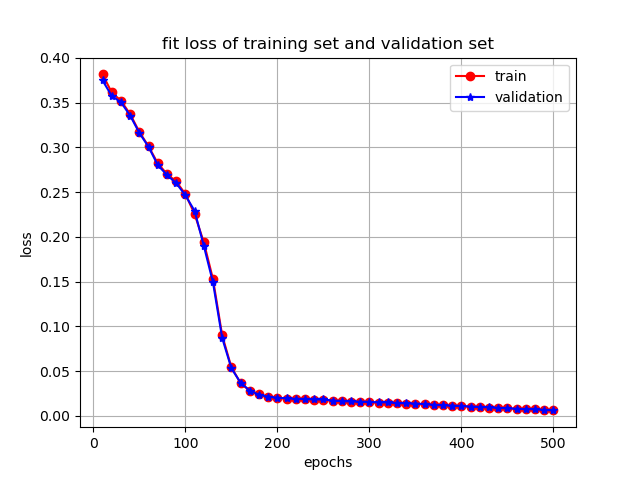 fit loss of training set and validation set
train
validation
0.40
0.35
0.30
0.25
0.20
0.15
0.10
0.05
0.00
loss
0 100 200 300 400 500
epochs